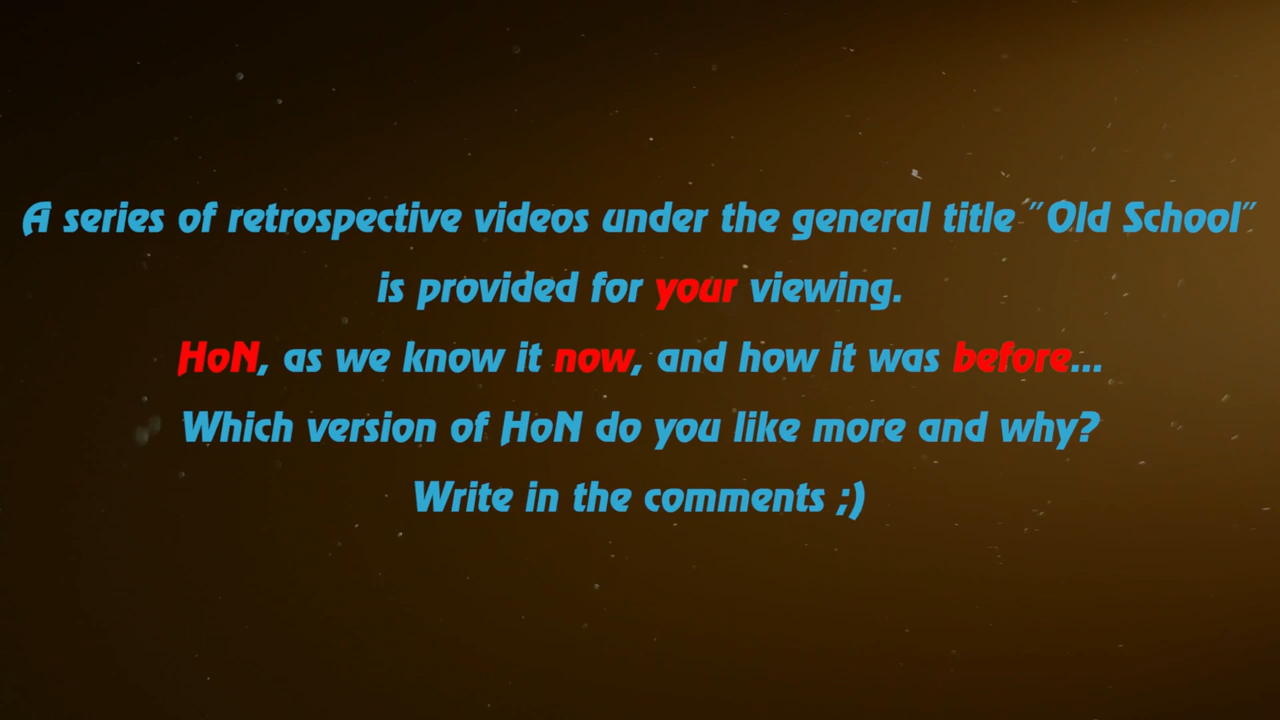 A series of retrospective videos under the general title "Old School"
is provided for your viewing.
HoN, as we know it now, and how it was before...
Which version of HoN do you like more and why?
Write in the comments ;)